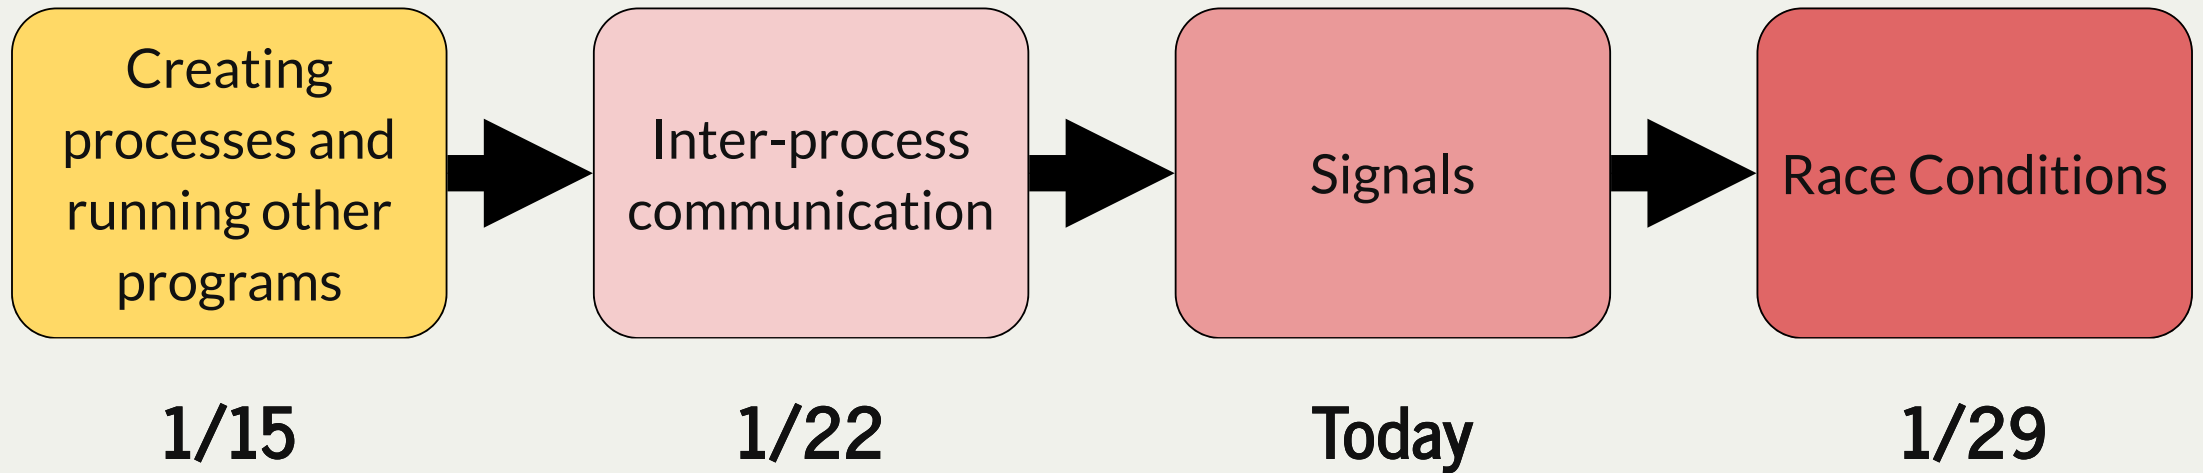 Creating
processes and
running other
programs
Inter-process
communication
Signals
Race Conditions
1/15
1/22
Today
1/29